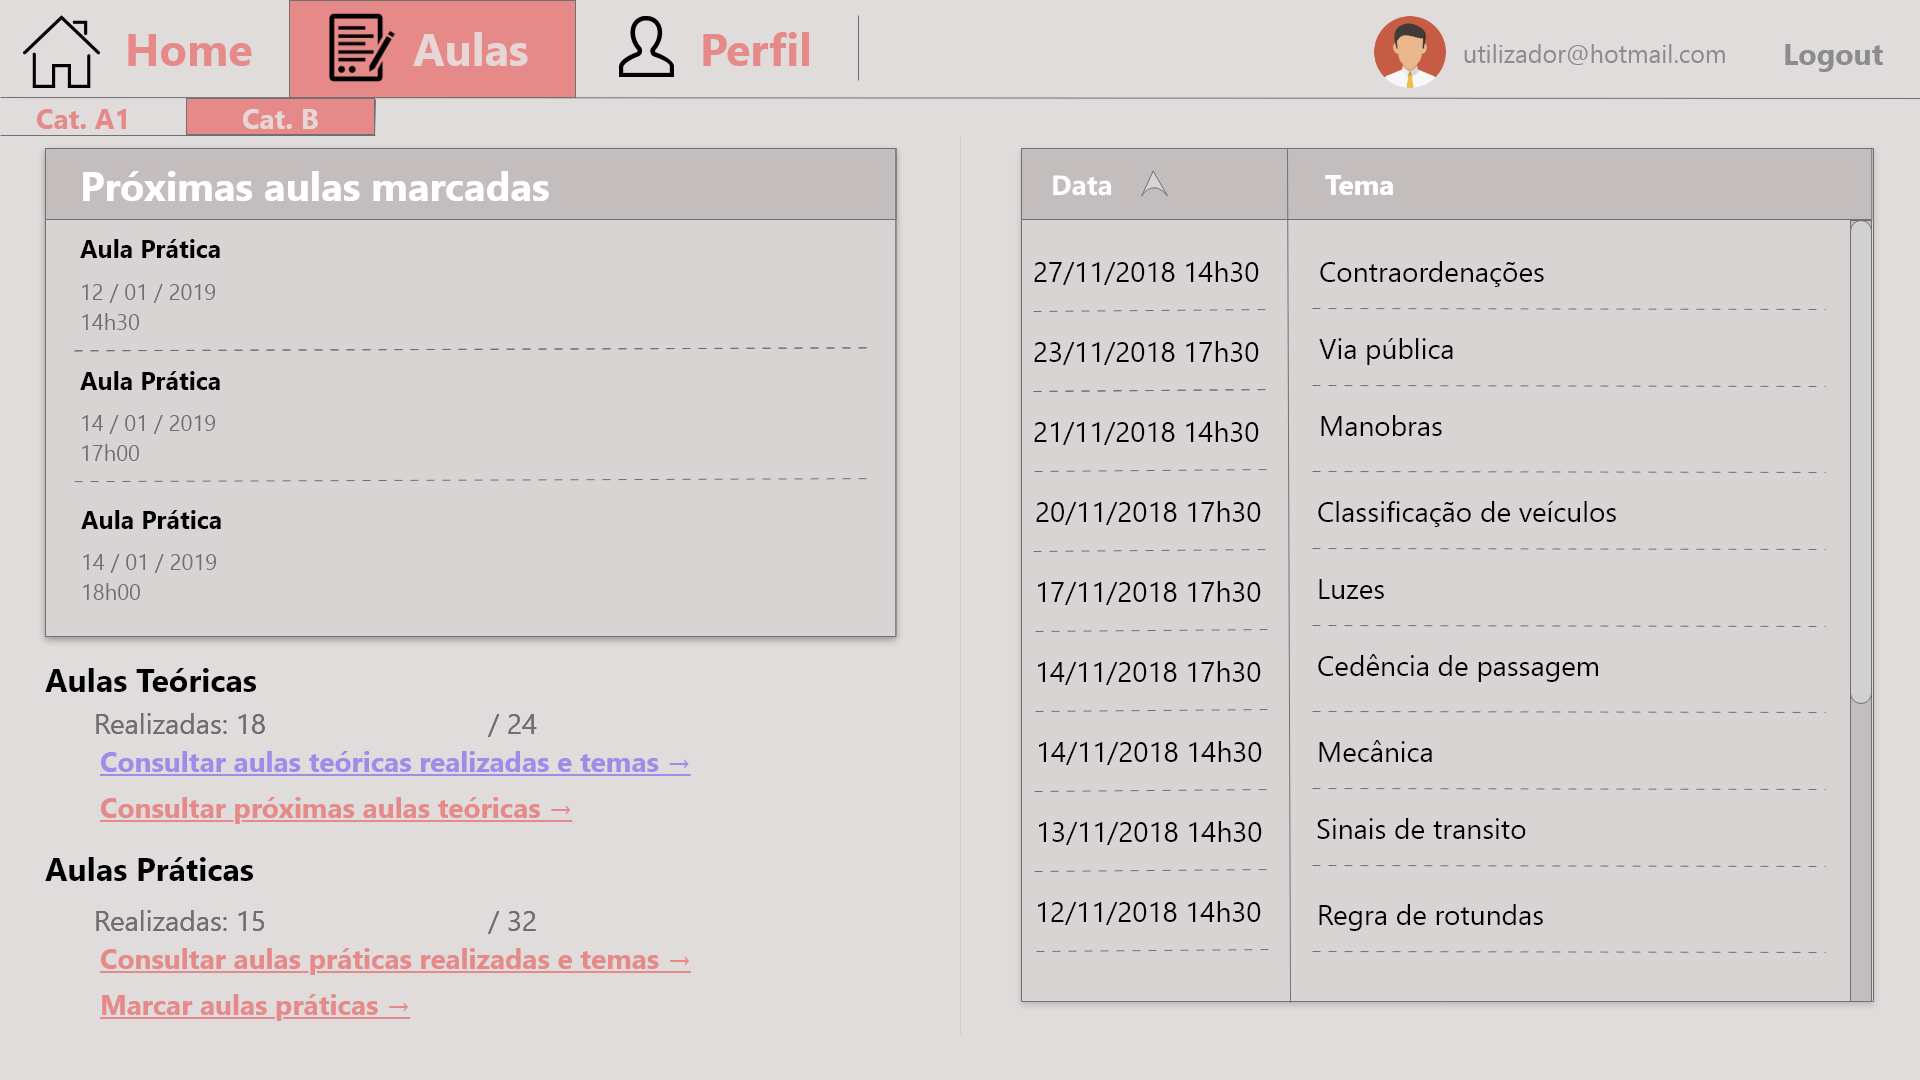 Home Aulas Perfil utilizador@hotmail.com Logout
Cat. A1 Cat. B
Próximas aulas marcadas
Aula Prática
12 / 01 / 2019
14h30
Aula Prática
14 / 01 / 2019
17h00
Aula Prática
14 / 01 / 2019
18h00
Aulas Teóricas
Realizadas: 18 / 24
Consultar aulas teóricas realizadas e temas →
Consultar próximas aulas teóricas →
Aulas Práticas
Realizadas: 15 / 32
Consultar aulas práticas realizadas e temas →
Marcar aulas práticas →
Data Tema
27/11/2018 14h30 Contraordenações
23/11/2018 17h30 Via pública
21/11/2018 14h30 Manobras
20/11/2018 17h30 Classificação de veículos
17/11/2018 17h30 Luzes
14/11/2018 17h30 Cedência de passagem
14/11/2018 14h30 Mecânica
13/11/2018 14h30 Sinais de transito
12/11/2018 14h30 Regra de rotundas